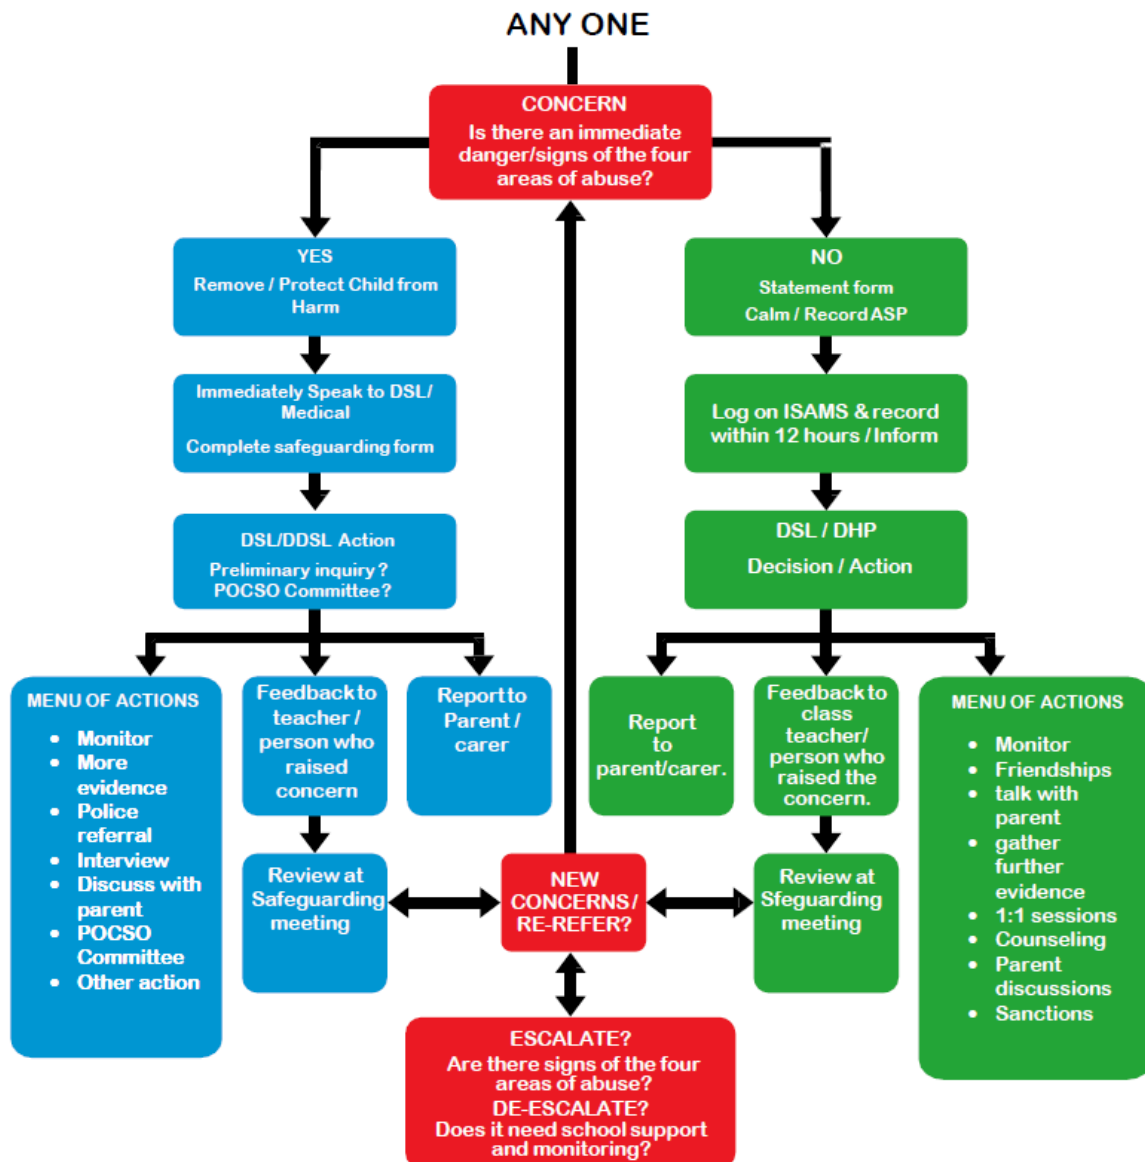 ANY ONE
CONCERN
Is there an immediate
danger/signs of the four
areas of abuse?
YES
Remove / Protect Child from
Harm
NO
Statement form
Calm / Record ASP
Immediately Speak to DSL/
Medical
Complete safeguarding form
Log on ISAMS & record
within 12 hours / Inform
DSL/DDSL Action
Preliminary inquiry?
POCSO Committee?
DSL / DHP
Decision / Action
MENU OF ACTIONS
• Monitor
• More
evidence
• Police
referral
• Interview
• Discuss with
parent
• POCSO
Committee
• Other action
Feedback to
teacher /
person who
raised
concern
Report to
Parent /
carer
Report
to
parent/carer.
Feedback to
class
teacher/
person who
raised the
concern.
MENU OF ACTIONS
• Monitor
• Friendships
• talk with
parent
• gather
further
evidence
• 1:1 sessions
• Counseling
• Parent
discussions
• Sanctions
Review at
Safeguarding
meeting
NEW
CONCERNS/
RE-REFER?
Review at
Sfeguarding
meeting
ESCALATE?
Are there signs of the four
areas of abuse?
DE-ESCALATE?
Does it need school support
and monitoring?